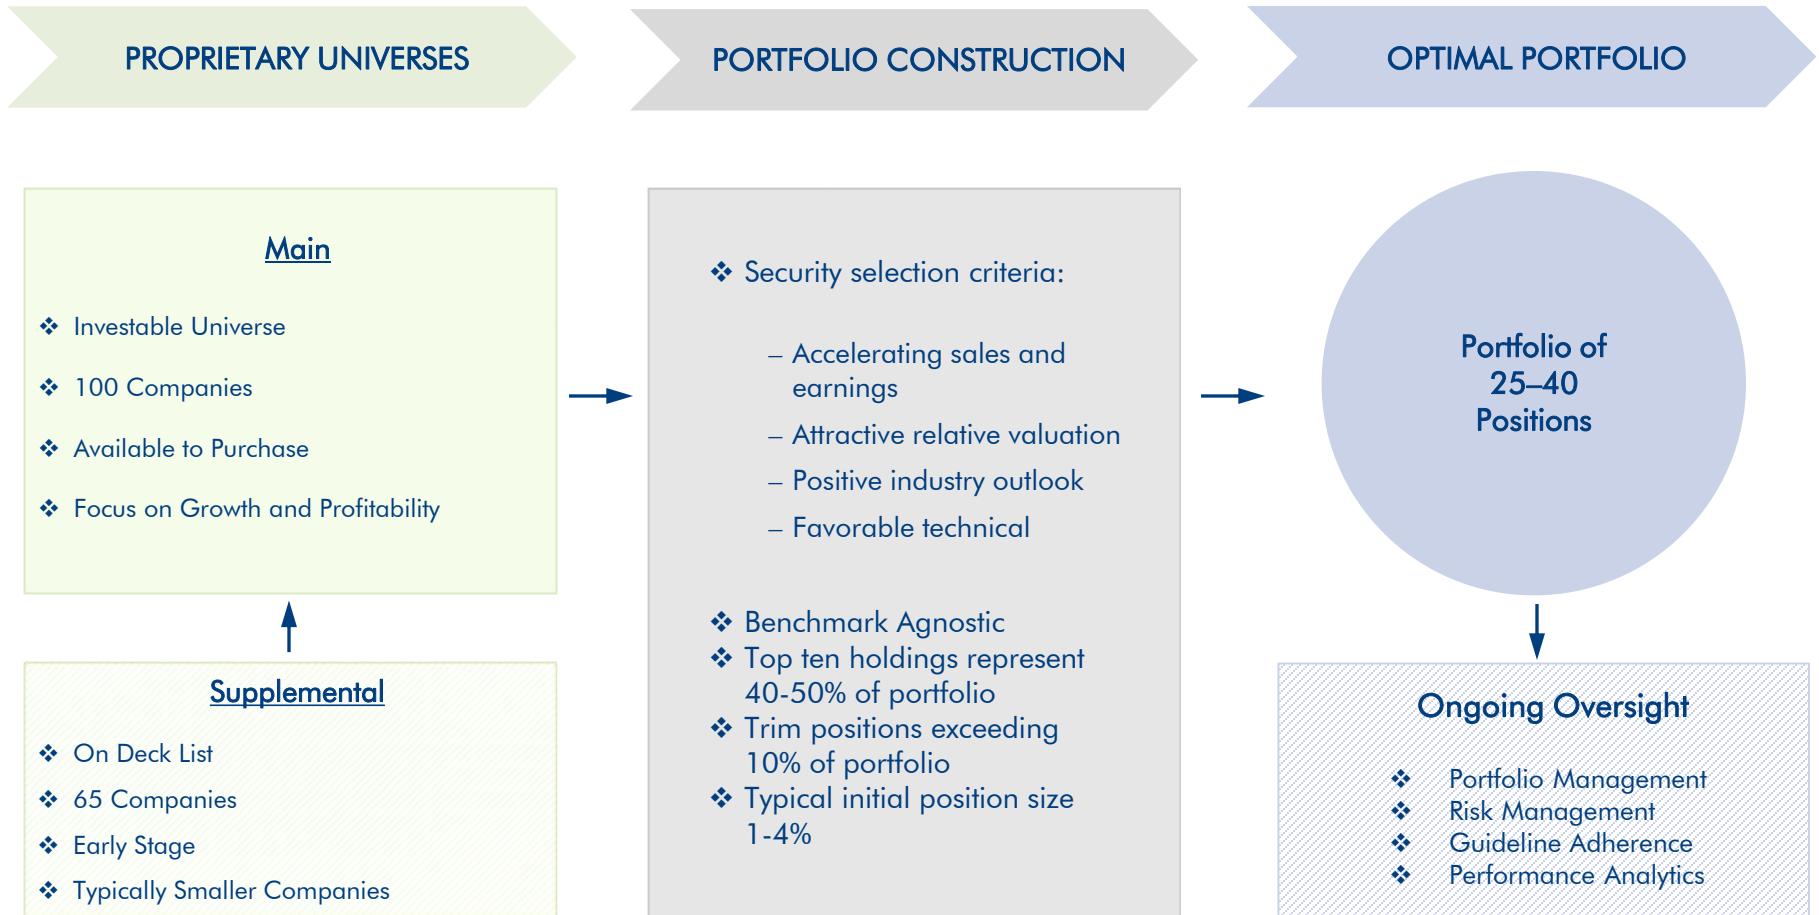 PROPRIETARY UNIVERSES
PORTFOLIO CONSTRUCTION
OPTIMAL PORTFOLIO
Main
❖ Investable Universe
❖ 100 Companies
❖ Available to Purchase
❖ Focus on Growth and Profitability
Supplemental
❖ On Deck List
❖ 65 Companies
❖ Early Stage
❖ Typically Smaller Companies
❖ Security selection criteria:
– Accelerating sales and
earnings
– Attractive relative valuation
– Positive industry outlook
– Favorable technical
❖ Benchmark Agnostic
❖ Top ten holdings represent
40-50% of portfolio
❖ Trim positions exceeding
10% of portfolio
❖ Typical initial position size
1-4%
Portfolio of
25–40
Positions
Ongoing Oversight
❖ Portfolio Management
❖ Risk Management
❖ Guideline Adherence
❖ Performance Analytics